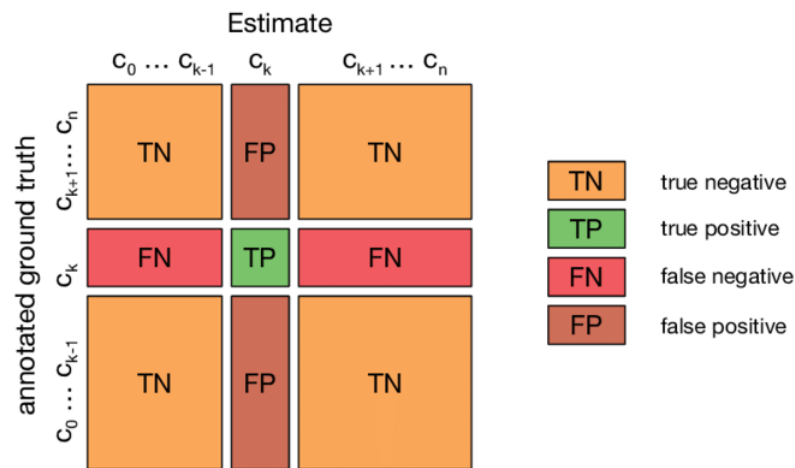 Estimate
c0 ... ck-1 ck ck+1 ... cn
annotated ground truth
ck+1... cn
ck
c0 ... ck-1
TN FP TN
FN TP FN
TN FP TN
TN true negative
TP true positive
FN false negative
FP false positive